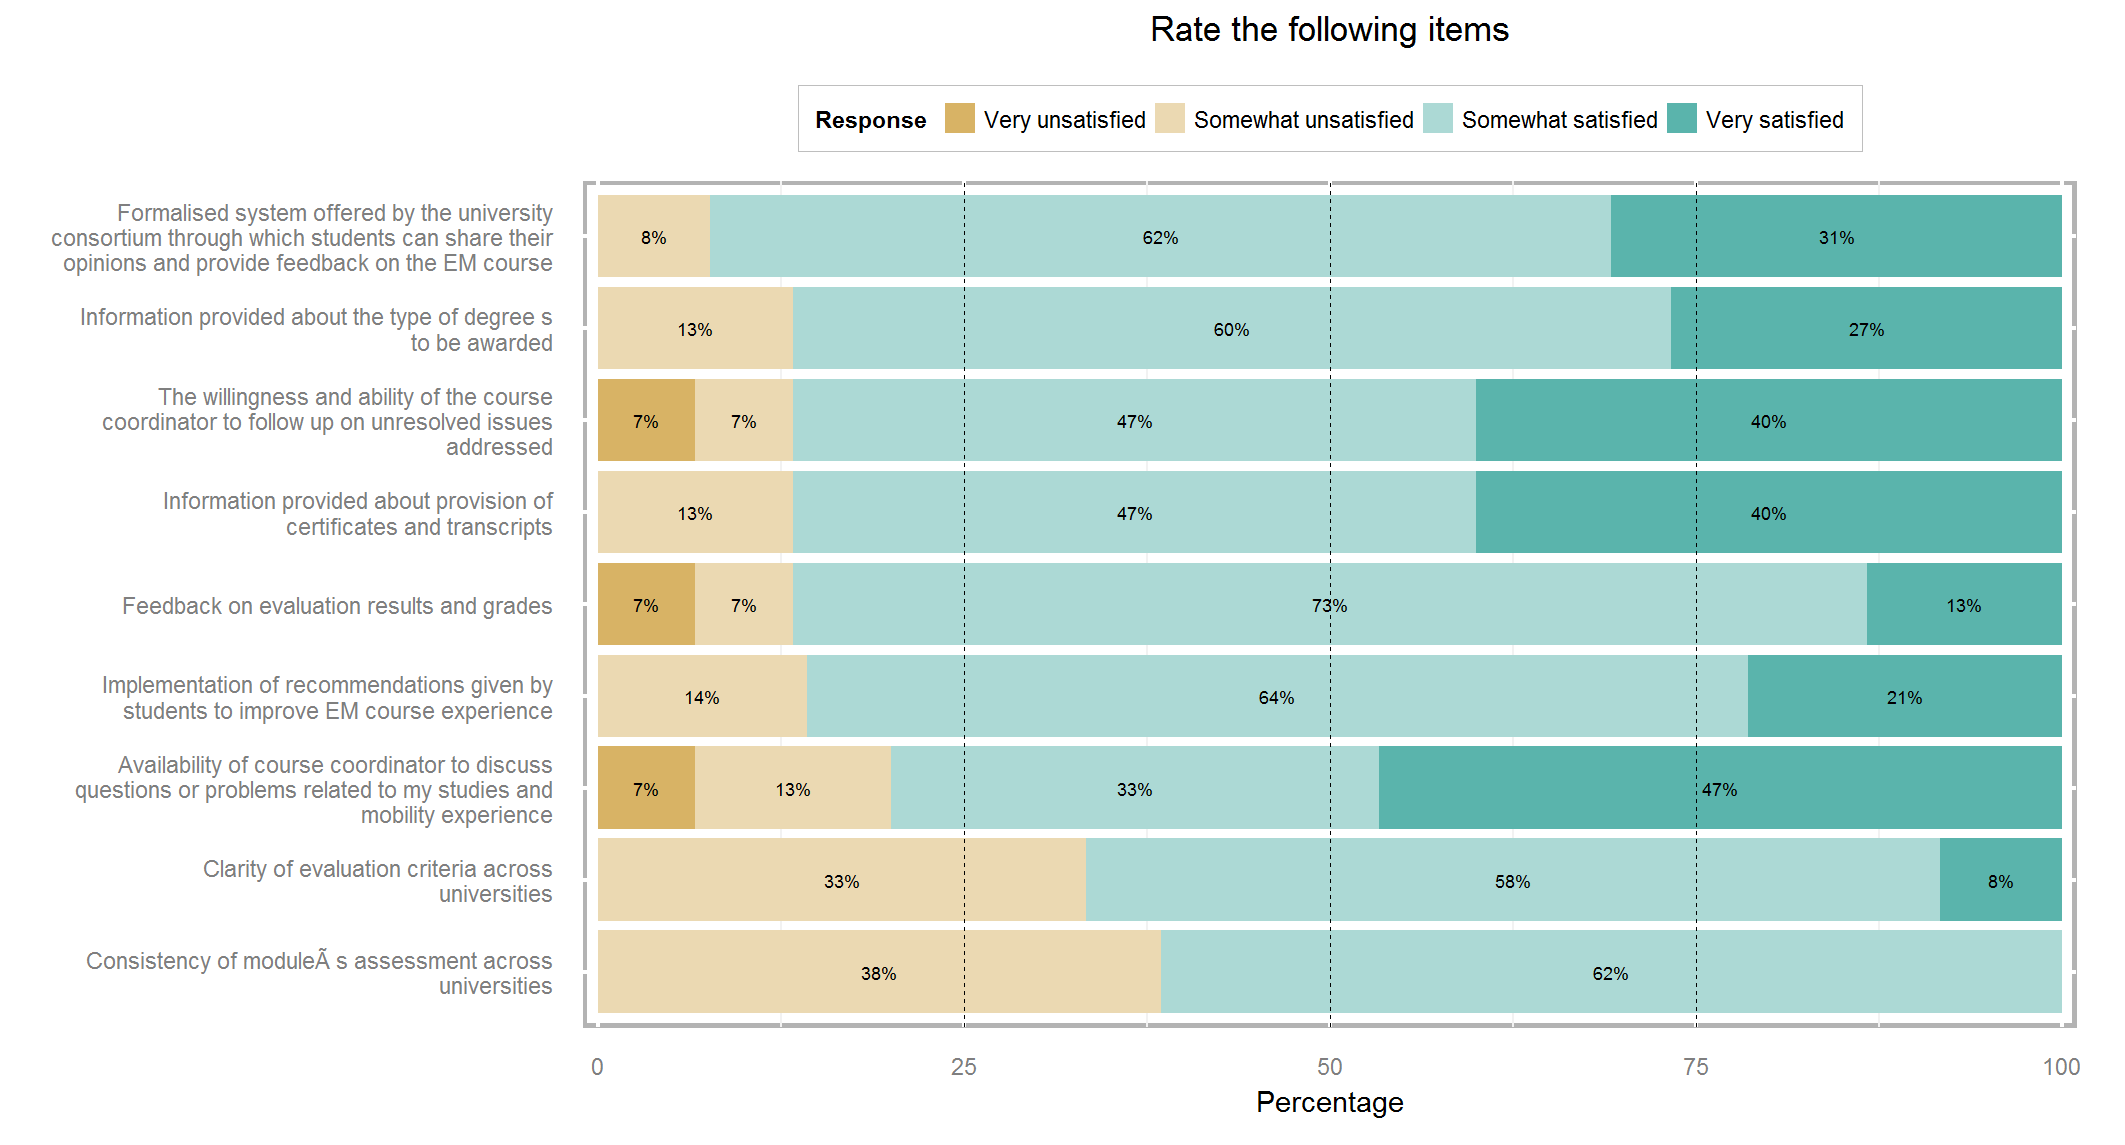 Rate the following items
Response Very unsatisfied Somewhat unsatisfied Somewhat satisfied Very satisfied
Formalised system offered by the university
consortium through which students can share their
opinions and provide feedback on the EM course
8% 62% 31%
Information provided about the type of degree s
to be awarded
13% 60% 27%
The willingness and ability of the course
coordinator to follow up on unresolved issues
addressed
7% 7% 47% 40%
Information provided about provision of
certificates and transcripts
13% 47% 40%
Feedback on evaluation results and grades
7% 7% 73% 13%
Implementation of recommendations given by
students to improve EM course experience
14% 64% 21%
Availability of course coordinator to discuss
questions or problems related to my studies and
mobility experience
7% 13% 33% 47%
Clarity of evaluation criteria across
universities
33% 58% 8%
Consistency of moduleÃ s assessment across
universities
38% 62%
0 25 50 75 100
Percentage